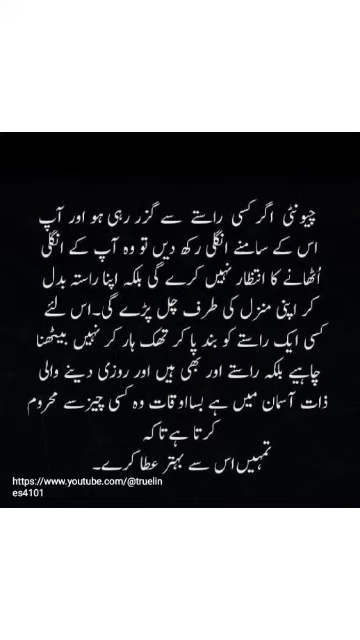 چیونٹی اگر کسی راستے سے گزر رہی ہو اور آپ
اس کے سامنے انگلی رکھ دیں تو وہ آپ کے انگلی
اُٹھانے کا انتظار نہیں کرے گی بلکہ اپنا راستہ بدل
کر اپنی منزل کی طرف چل پڑے گی۔اس لئے
کسی ایک راستے کو بند پا کر تھک ہار کر نہیں بیٹھنا
چاہیے بلکہ راستے اور بھی ہیں اور روزی دینے والی
ذات آسمان میں ہے بسااوقات وہ کسی چیز سے محروم
کرتا ہے تاکہ
تمہیں اس سے بہتر عطا کرے۔
https://www.youtube.com/@truelin
es4101